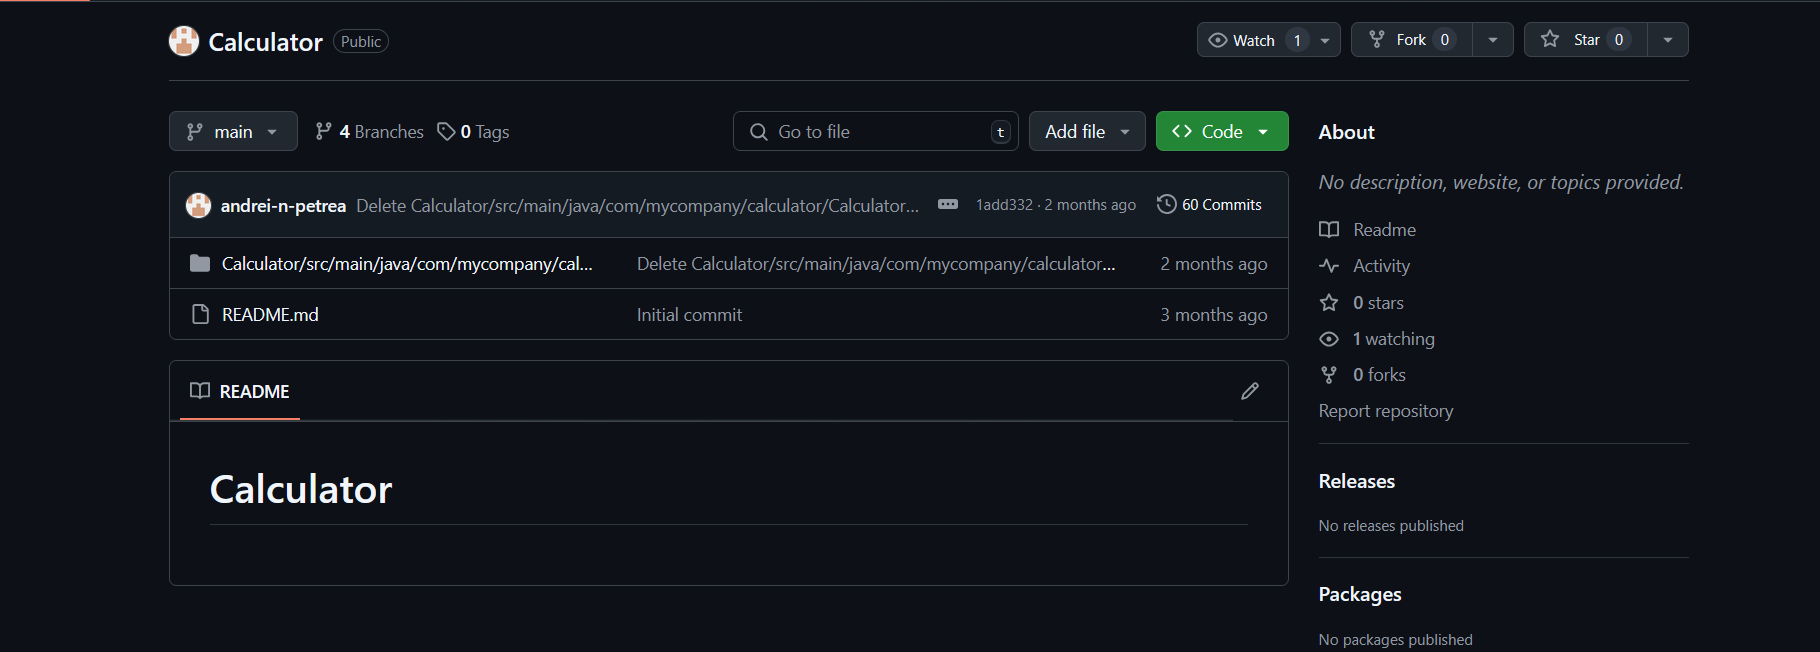 Calculator Public Watch 1 Fork 0 Star 0
main 4 Branches 0 Tags Go to file t Add file Code
andrei-n-petrea Delete Calculator/src/main/java/com/mycompany/calculator/Calculator... 1add332 · 2 months ago 60 Commits
Calculator/src/main/java/com/mycompany/cal... Delete Calculator/src/main/java/com/mycompany/calculator... 2 months ago
README.md Initial commit 3 months ago
README
Calculator
About
No description, website, or topics provided.
Readme
Activity
0 stars
1 watching
0 forks
Report repository
Releases
No releases published
Packages
No packages published